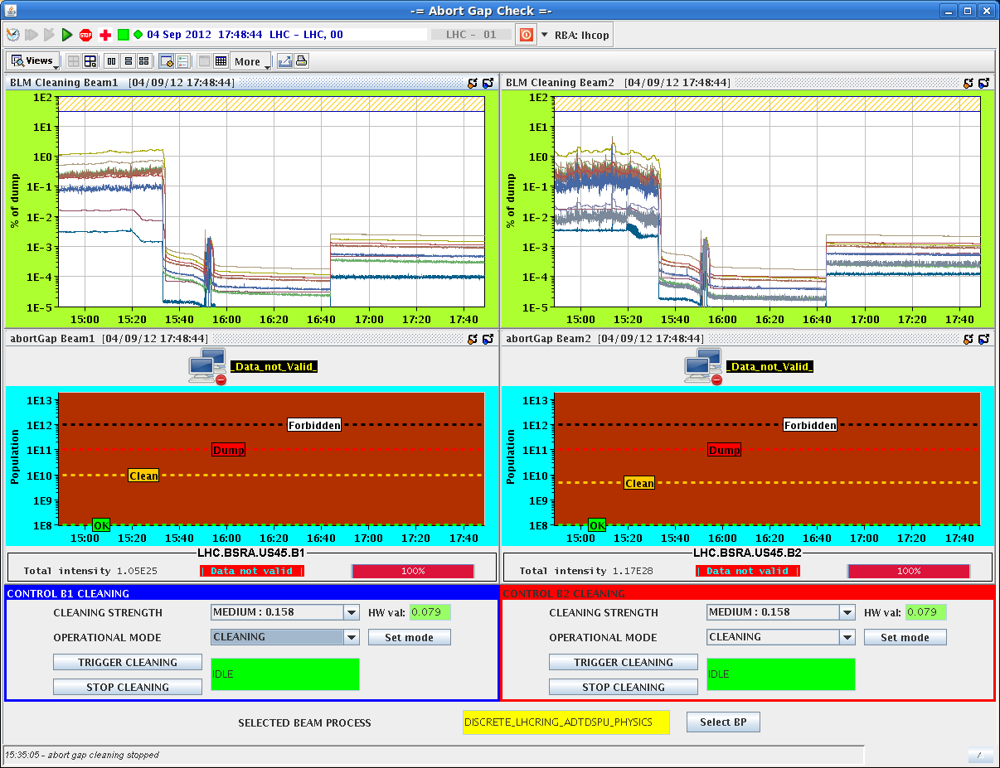 -= Abort Gap Check =-
STOP 04 Sep 2012 17:48:44 LHC - LHC, 00 LHC - 01 RBA: lhcop
Views More
BLM Cleaning Beam1 [04/09/12 17:48:44]
1E2
1E1
1E0
1E-1
1E-2
1E-3
1E-4
1E-5
% of dump
15:00 15:20 15:40 16:00 16:20 16:40 17:00 17:20 17:40
BLM Cleaning Beam2 [04/09/12 17:48:44]
1E2
1E1
1E0
1E-1
1E-2
1E-3
1E-4
1E-5
% of dump
15:00 15:20 15:40 16:00 16:20 16:40 17:00 17:20 17:40
abortGap Beam1 [04/09/12 17:48:44]
_Data_not_Valid_
1E13
1E12
1E11
1E10
1E9
1E8
Population
Forbidden
Dump
Clean
OK
15:00 15:20 15:40 16:00 16:20 16:40 17:00 17:20 17:40
LHC.BSRA.US45.B1
Total intensity 1.05E25 | Data not valid | 100%
abortGap Beam2 [04/09/12 17:48:44]
_Data_not_Valid_
1E13
1E12
1E11
1E10
1E9
1E8
Population
Forbidden
Dump
Clean
OK
15:00 15:20 15:40 16:00 16:20 16:40 17:00 17:20 17:40
LHC.BSRA.US45.B2
Total intensity 1.17E28 | Data not valid | 100%
CONTROL B1 CLEANING
CLEANING STRENGTH MEDIUM : 0.158 HW val: 0.079
OPERATIONAL MODE CLEANING Set mode
TRIGGER CLEANING
IDLE
STOP CLEANING
CONTROL B2 CLEANING
CLEANING STRENGTH MEDIUM : 0.158 HW val: 0.079
OPERATIONAL MODE CLEANING Set mode
TRIGGER CLEANING
IDLE
STOP CLEANING
SELECTED BEAM PROCESS DISCRETE_LHCRING_ADTDSPU_PHYSICS Select BP
15:35:05 - abort gap cleaning stopped